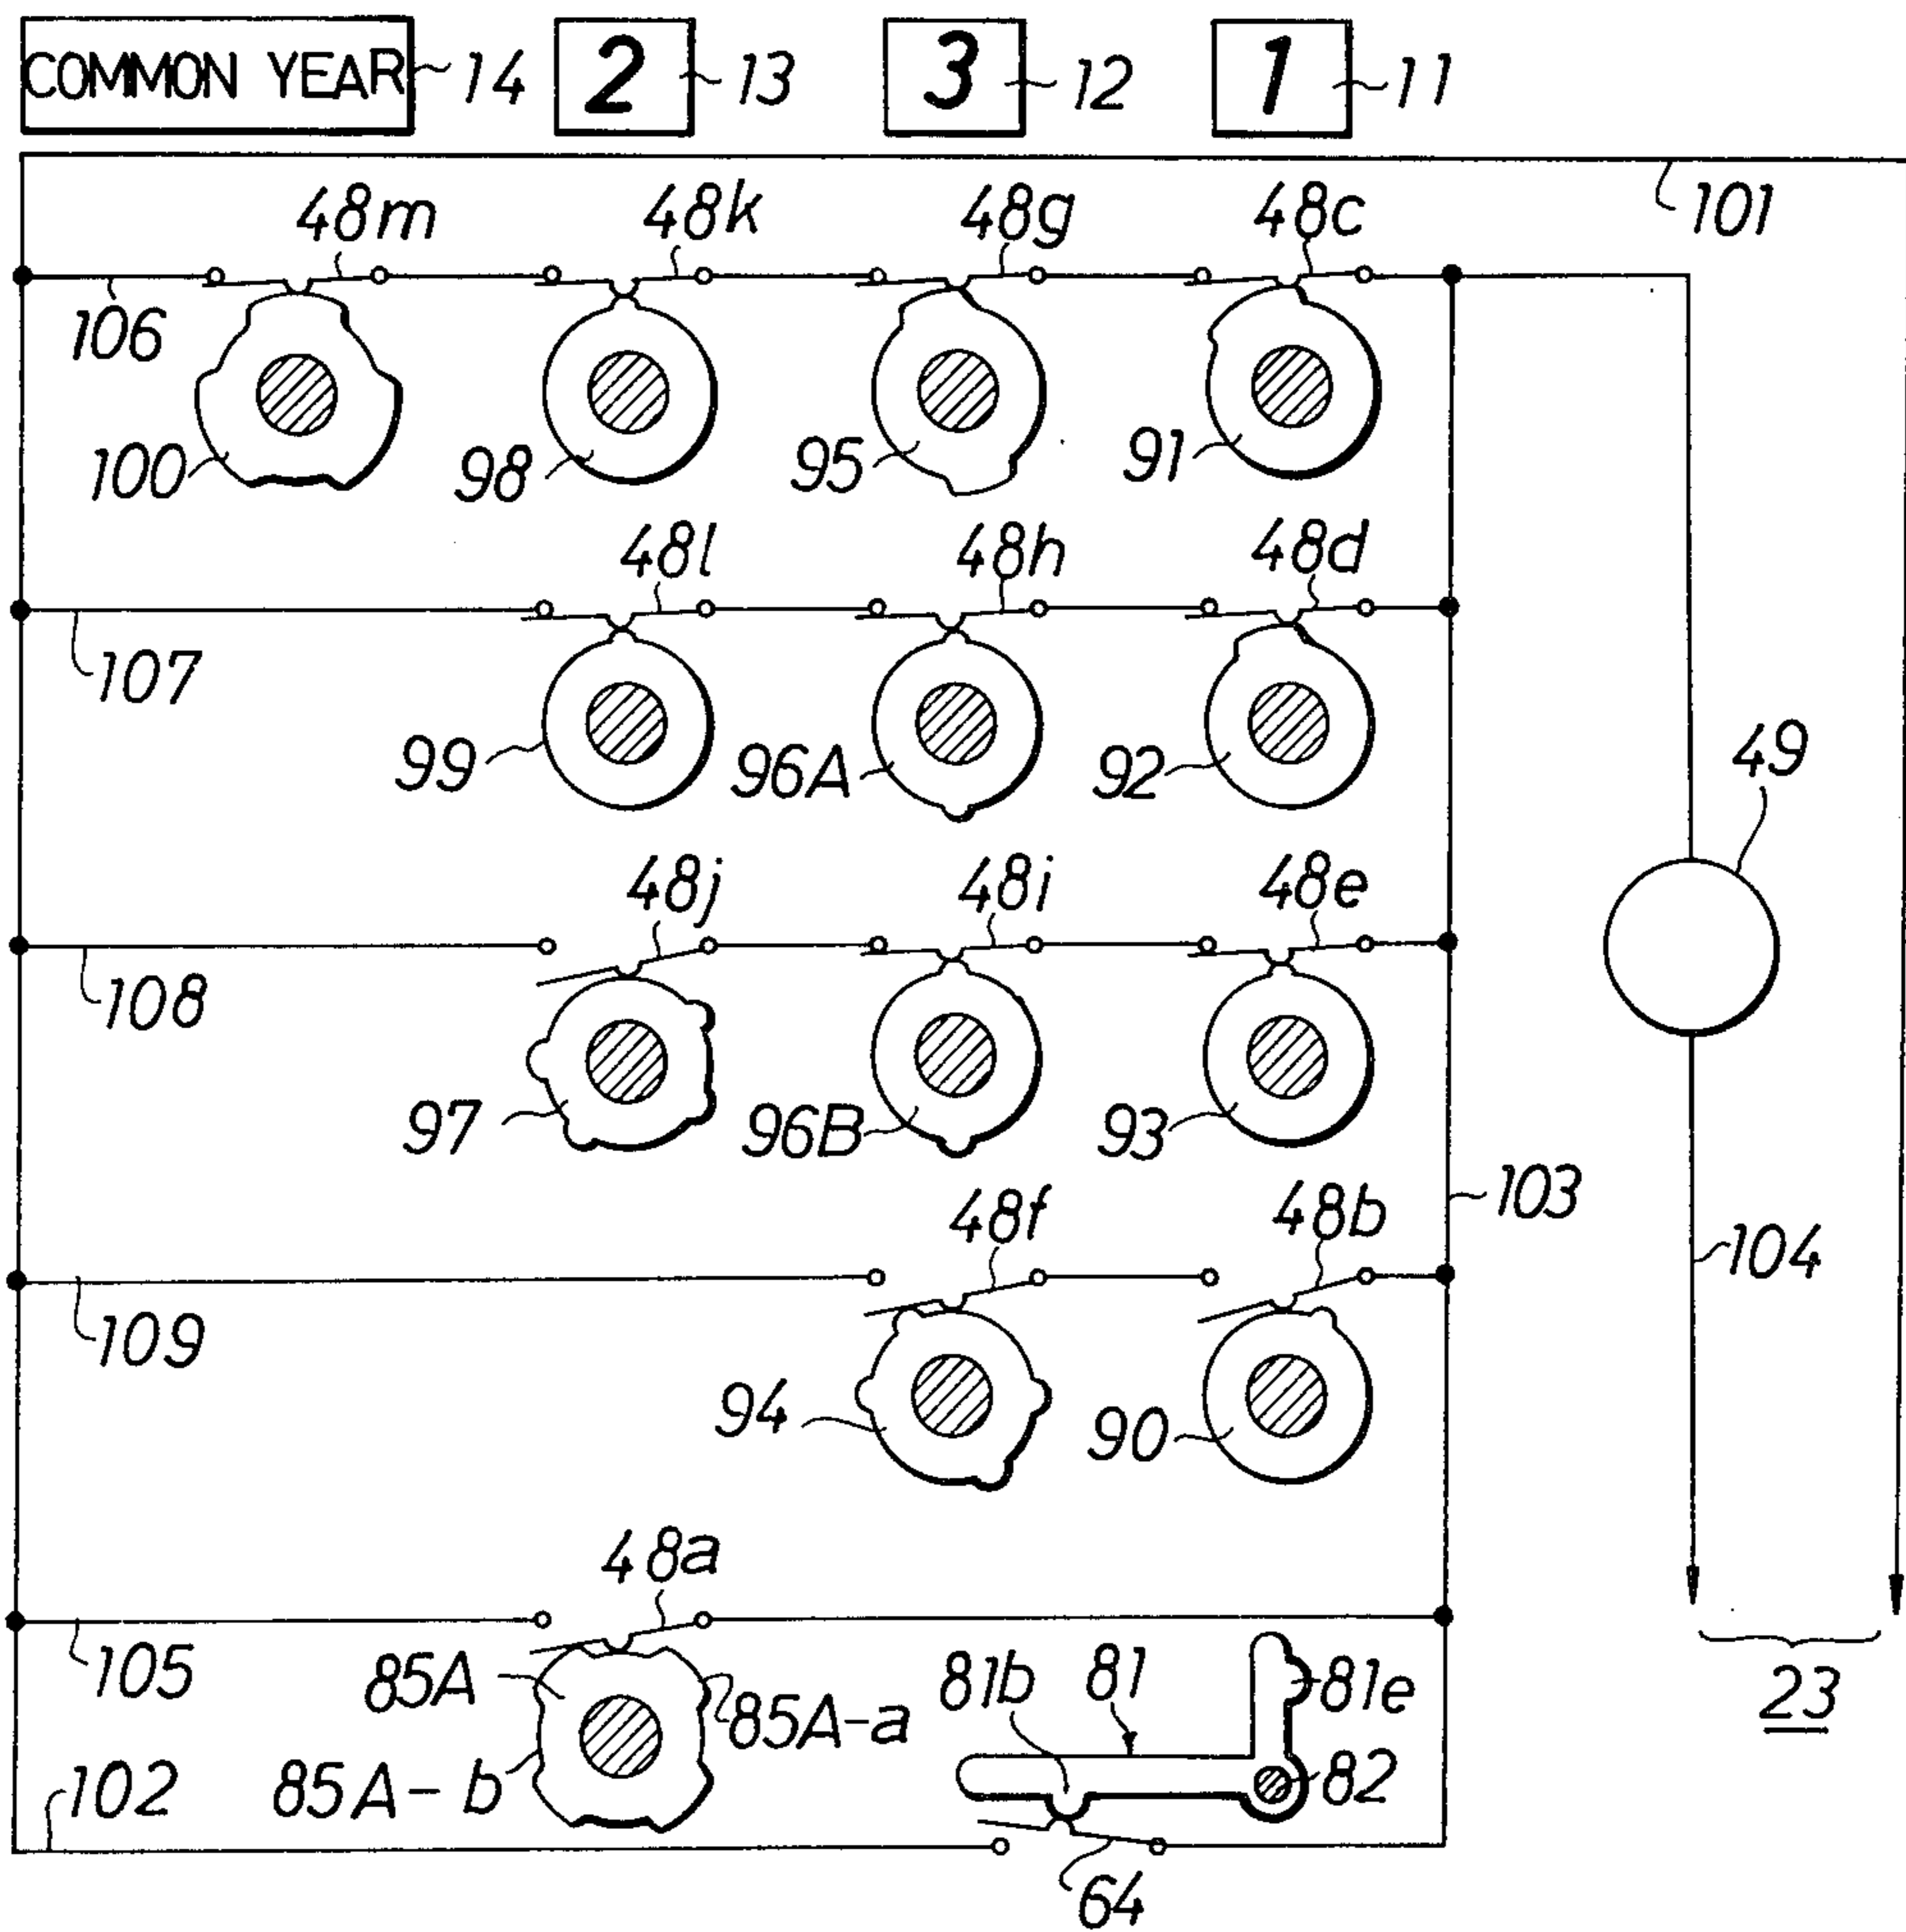 COMMON YEAR 14 2 13 3 12 1 11
101
48m 48k 48g 48c
106
100 98 95 91
48l 48h 48d
107
99 96A 92 49
48j 48i 48e
108
97 96B 93
103
48f 48b
104
109
94 90
48a
105 85A 81b 81 81e
85A-a 23
102 85A-b 82
64